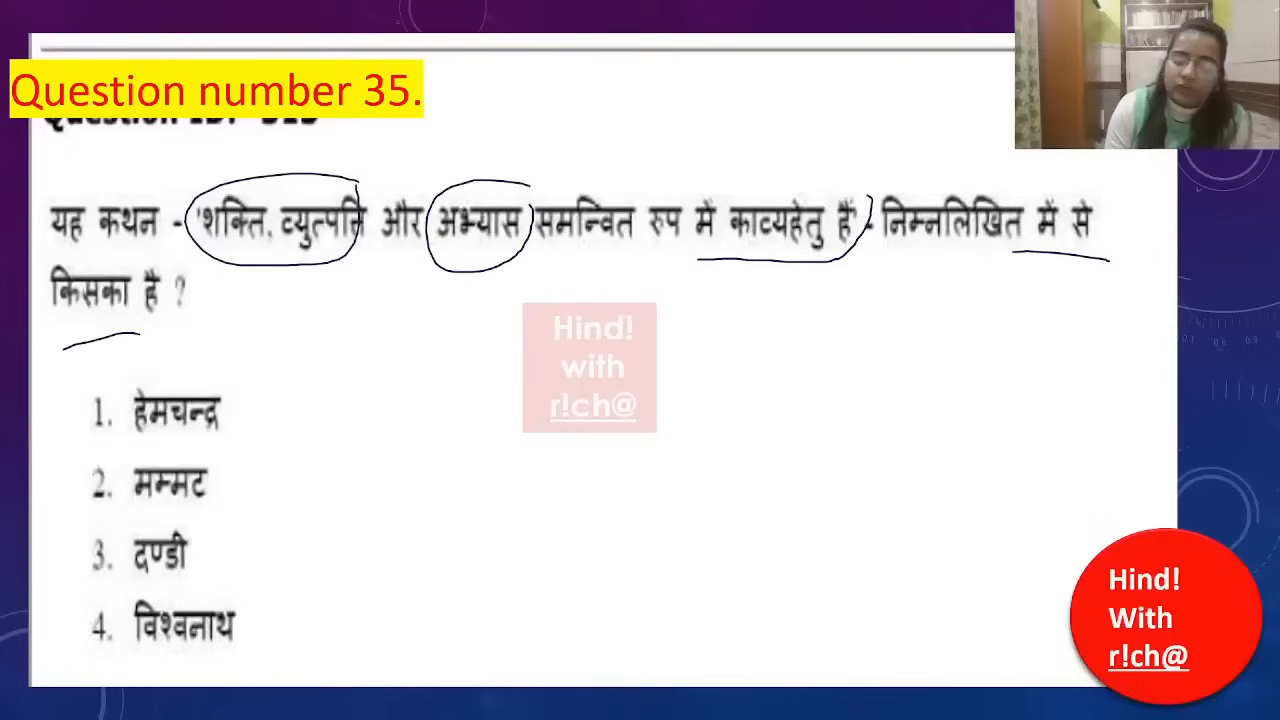 Question number 35.
यह कथन - 'शक्ति, व्युत्पत्ति और अभ्यास समन्वित रुप में काव्यहेतु हैं' - निम्नलिखित में से
किसका है ?
Hind!
with
r!ch@
1. हेमचन्द्र
2. मम्मट
3. दण्डी
4. विश्वनाथ
Hind!
With
r!ch@